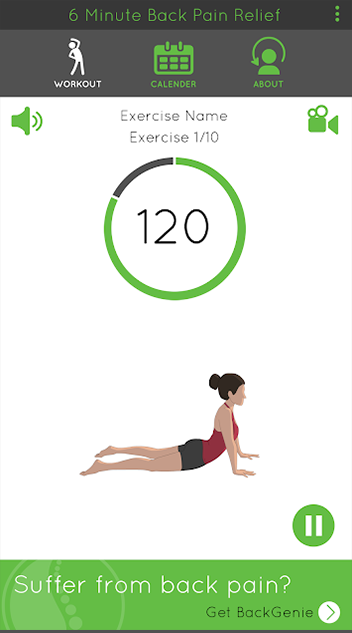 6 Minute Back Pain Relief
WORKOUT
CALENDER
ABOUT
Exercise Name
Exercise 1/10
120
Suffer from back pain?
Get BackGenie